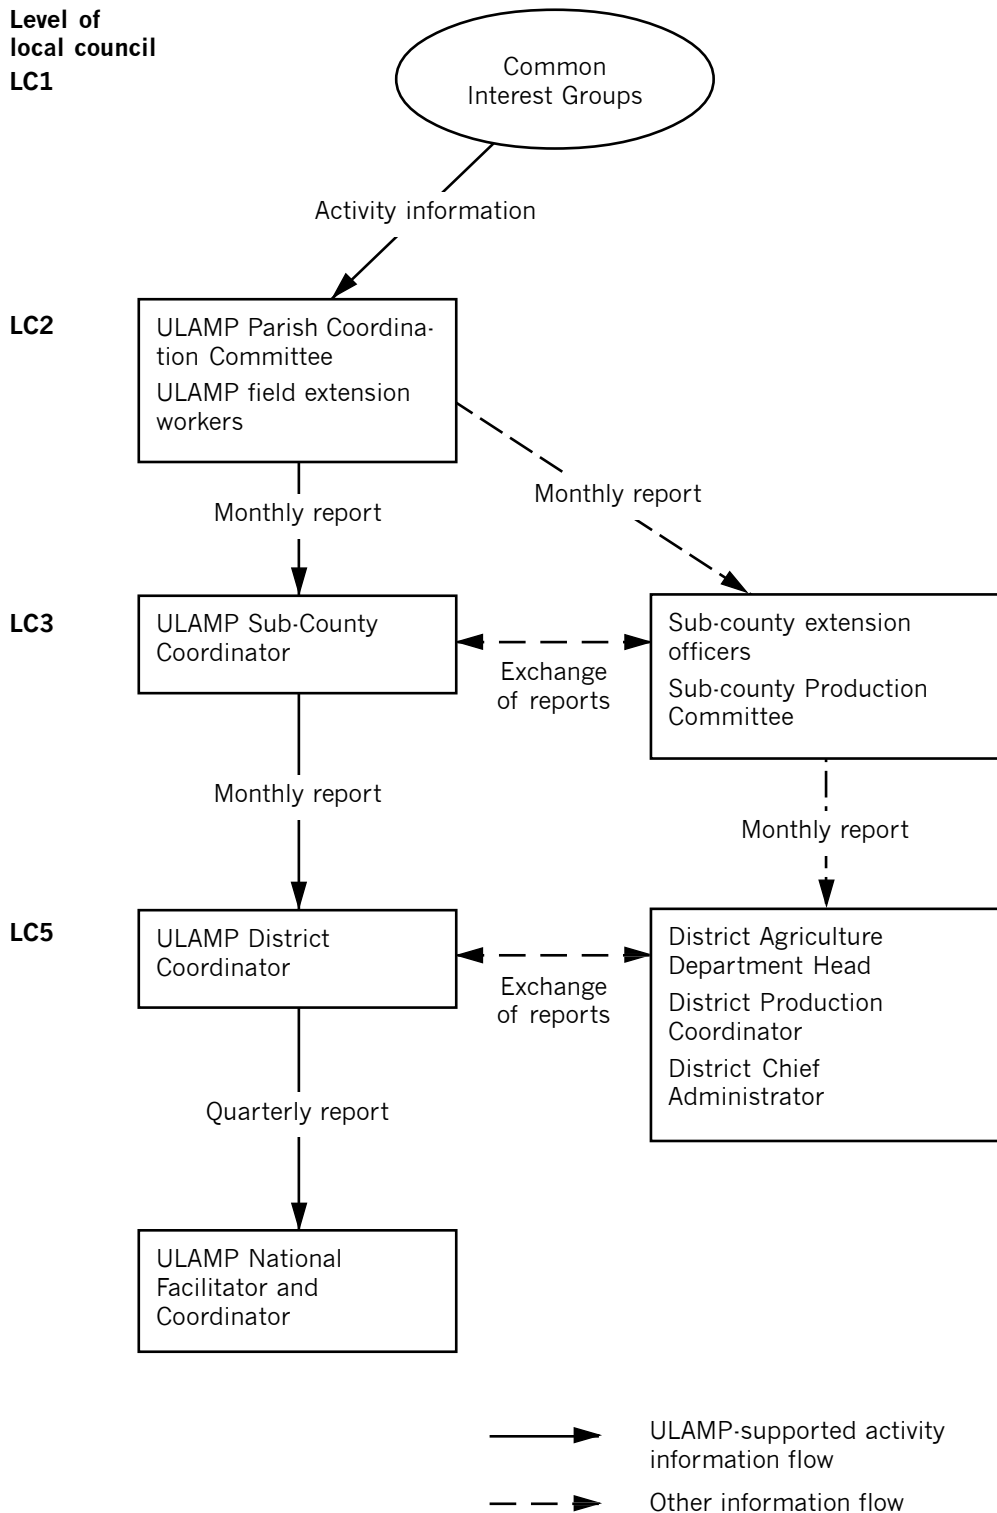 Level of
local council
LC1
Common
Interest Groups
Activity information
LC2
ULAMP Parish Coordina-
tion Committee
ULAMP field extension
workers
Monthly report
Monthly report
LC3
ULAMP Sub-County
Coordinator
Exchange
of reports
Sub-county extension
officers
Sub-county Production
Committee
Monthly report
Monthly report
LC5
ULAMP District
Coordinator
Exchange
of reports
District Agriculture
Department Head
District Production
Coordinator
District Chief
Administrator
Quarterly report
ULAMP National
Facilitator and
Coordinator
ULAMP-supported activity
information flow
Other information flow